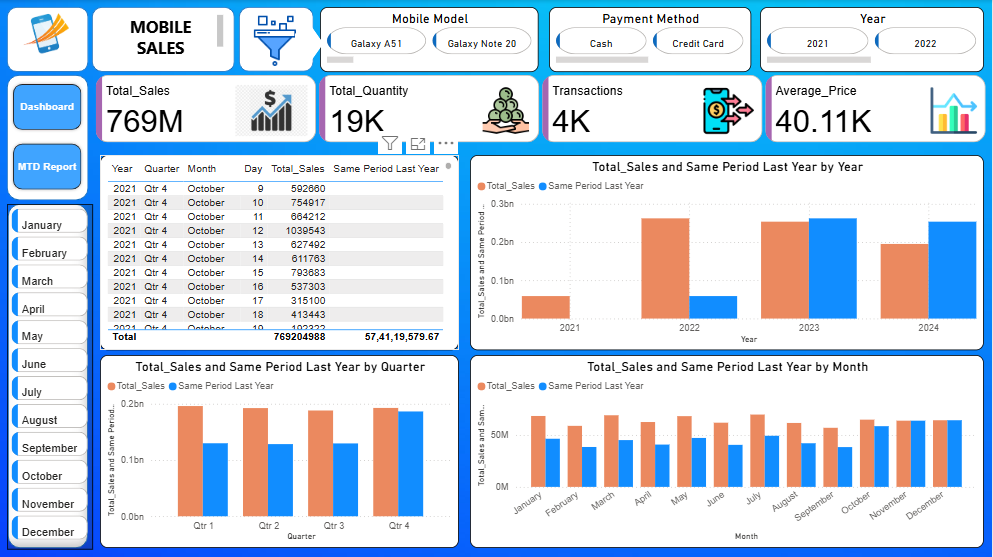 MOBILE
SALES
Mobile Model
Galaxy A51
Galaxy Note 20
Payment Method
Cash
Credit Card
Year
2021
2022
Dashboard
MTD Report
Total_Sales
769M
Total_Quantity
19K
Transactions
4K
Average_Price
40.11K
January
February
March
April
May
June
July
August
September
October
November
December
Year Quarter Month Day Total_Sales Same Period Last Year
2021 Qtr 4 October 9 592660
2021 Qtr 4 October 10 754917
2021 Qtr 4 October 11 664212
2021 Qtr 4 October 12 1039543
2021 Qtr 4 October 13 627492
2021 Qtr 4 October 14 611763
2021 Qtr 4 October 15 793683
2021 Qtr 4 October 16 537303
2021 Qtr 4 October 17 315100
2021 Qtr 4 October 18 413443
2021 Qtr 4 October 19
Total 769204988 57,41,19,579.67
Total_Sales and Same Period Last Year by Year
Total_Sales Same Period Last Year
Total_Sales and Same Period ...
0.3bn
0.2bn
0.1bn
0.0bn
2021 2022 2023 2024
Year
Total_Sales and Same Period Last Year by Quarter
Total_Sales Same Period Last Year
Total_Sales and Same Period...
0.2bn
0.1bn
0.0bn
Qtr 1 Qtr 2 Qtr 3 Qtr 4
Quarter
Total_Sales and Same Period Last Year by Month
Total_Sales Same Period Last Year
Total_Sales and Sam...
50M
0M
January February March April May June July August September October November December
Month